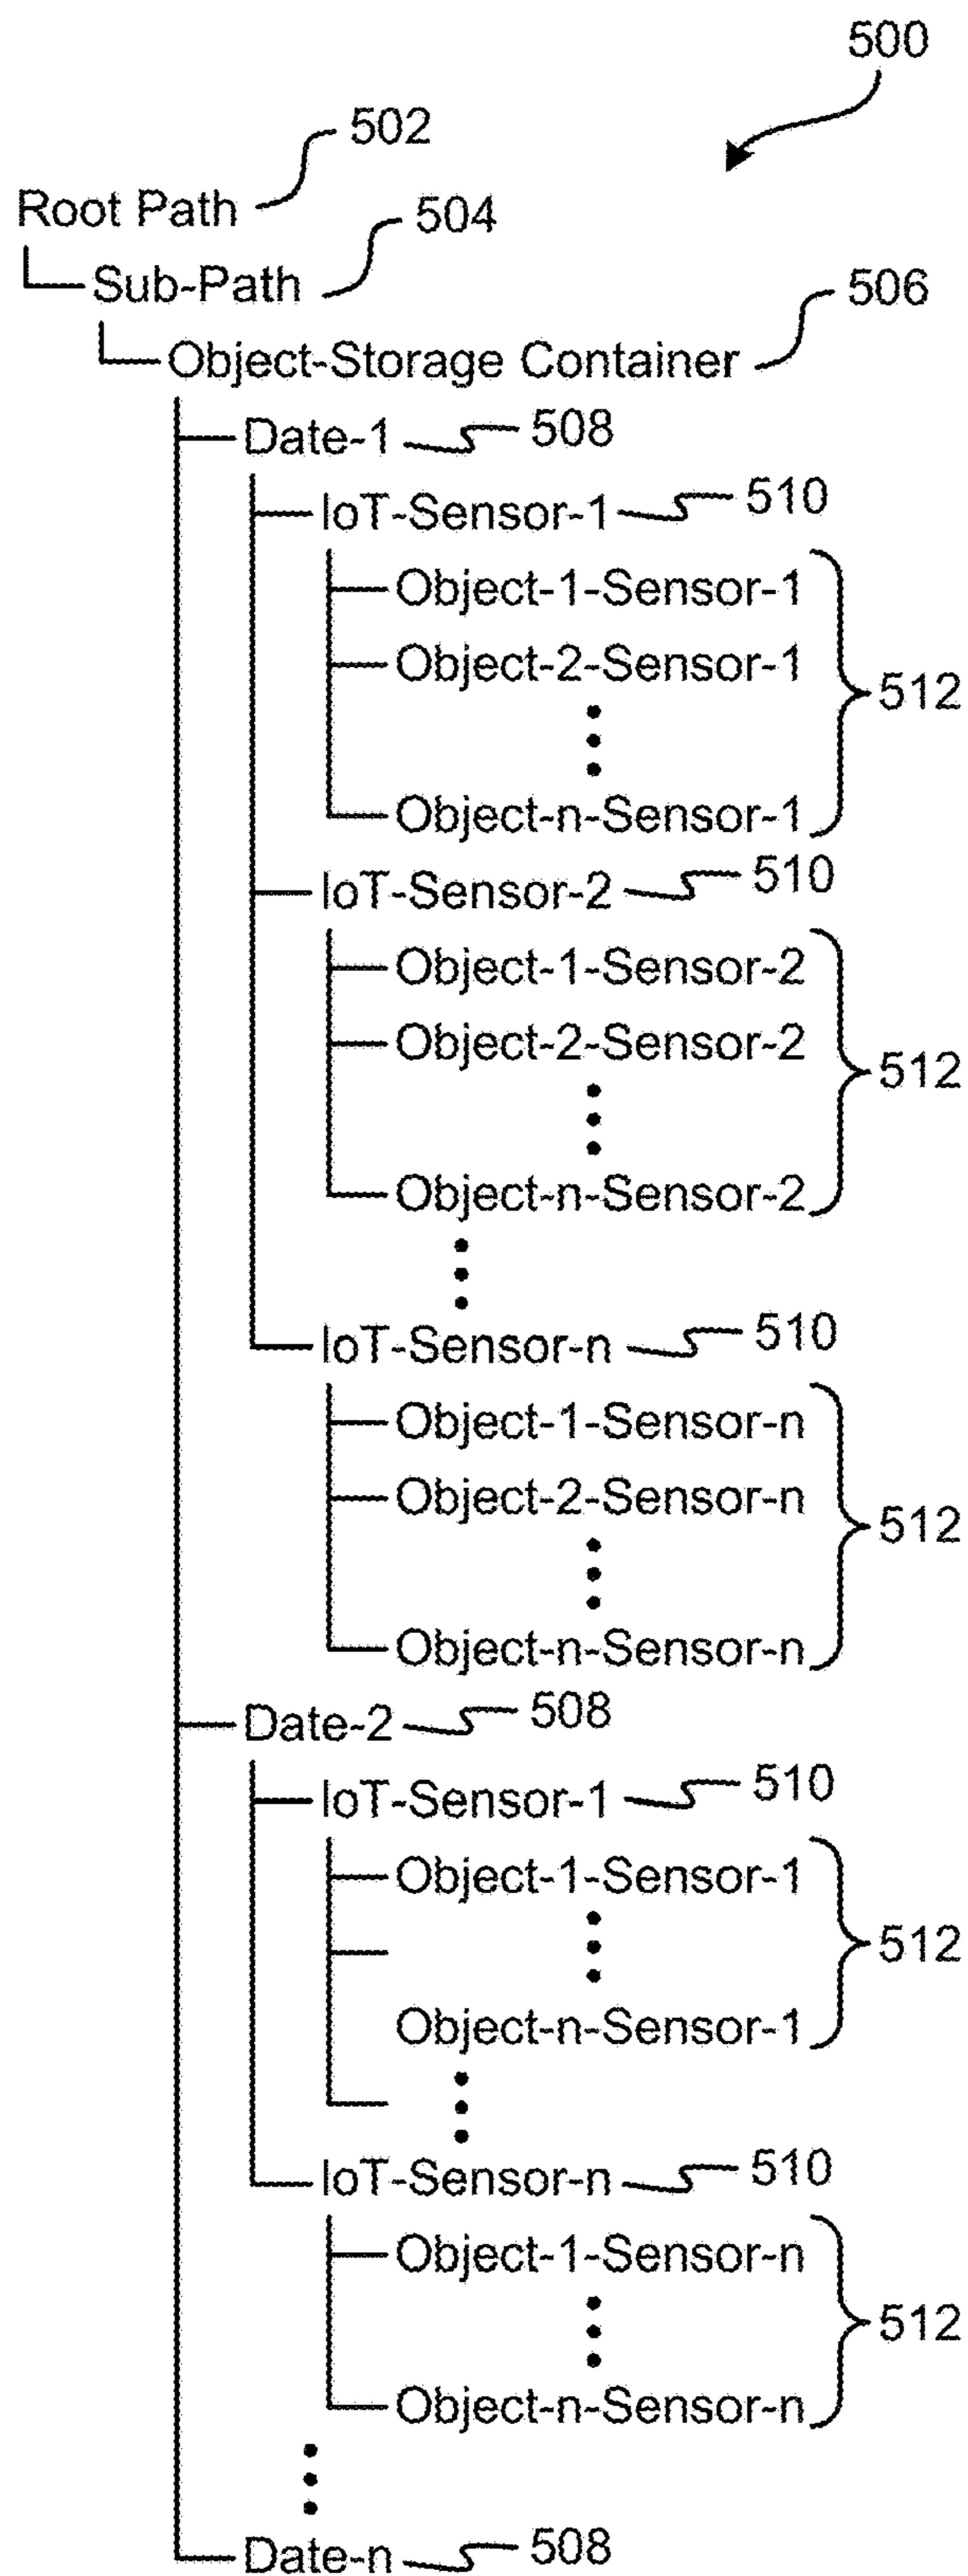 500
502
Root Path
504
Sub-Path
506
Object-Storage Container
Date-1 508
IoT-Sensor-1 510
Object-1-Sensor-1
Object-2-Sensor-1
512
Object-n-Sensor-1
IoT-Sensor-2 510
Object-1-Sensor-2
Object-2-Sensor-2
512
Object-n-Sensor-2
IoT-Sensor-n 510
Object-1-Sensor-n
Object-2-Sensor-n
512
Object-n-Sensor-n
Date-2 508
IoT-Sensor-1 510
Object-1-Sensor-1
512
Object-n-Sensor-1
IoT-Sensor-n 510
Object-1-Sensor-n
512
Object-n-Sensor-n
Date-n 508